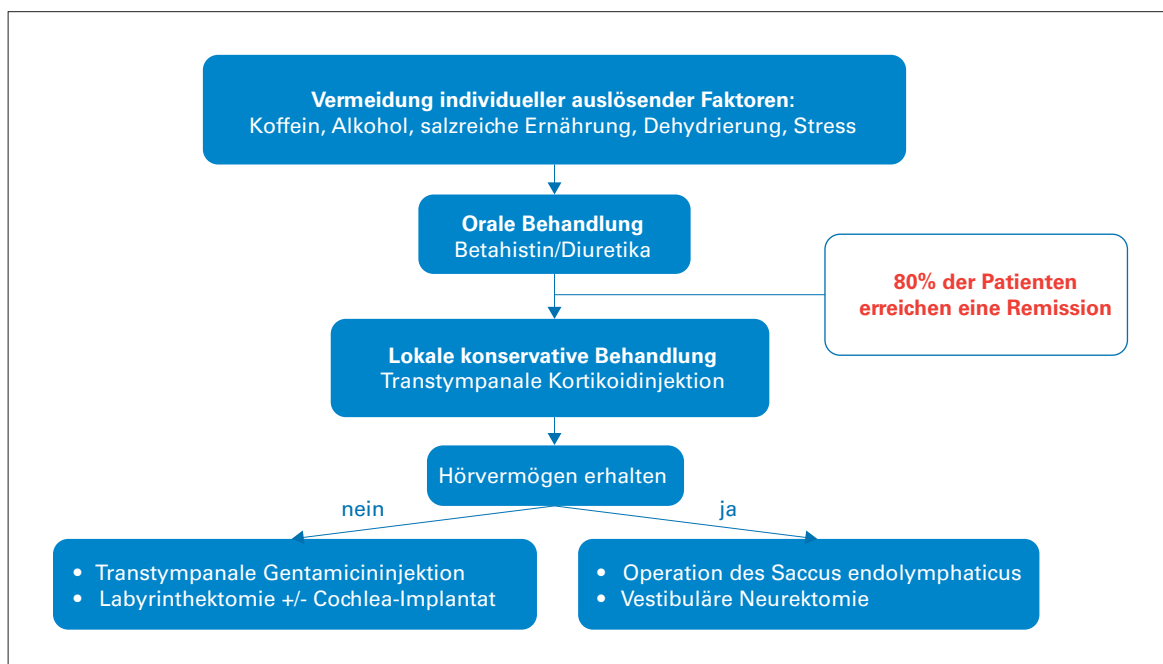 Vermeidung individueller auslösender Faktoren:
Koffein, Alkohol, salzreiche Ernährung, Dehydrierung, Stress
Orale Behandlung
Betahistin/Diuretika
80% der Patienten
erreichen eine Remission
Lokale konservative Behandlung
Transtympanale Kortikoidinjektion
Hörvermögen erhalten
nein
ja
• Transtympanale Gentamicininjektion
• Labyrinthektomie +/- Cochlea-Implantat
• Operation des Saccus endolymphaticus
• Vestibuläre Neurektomie